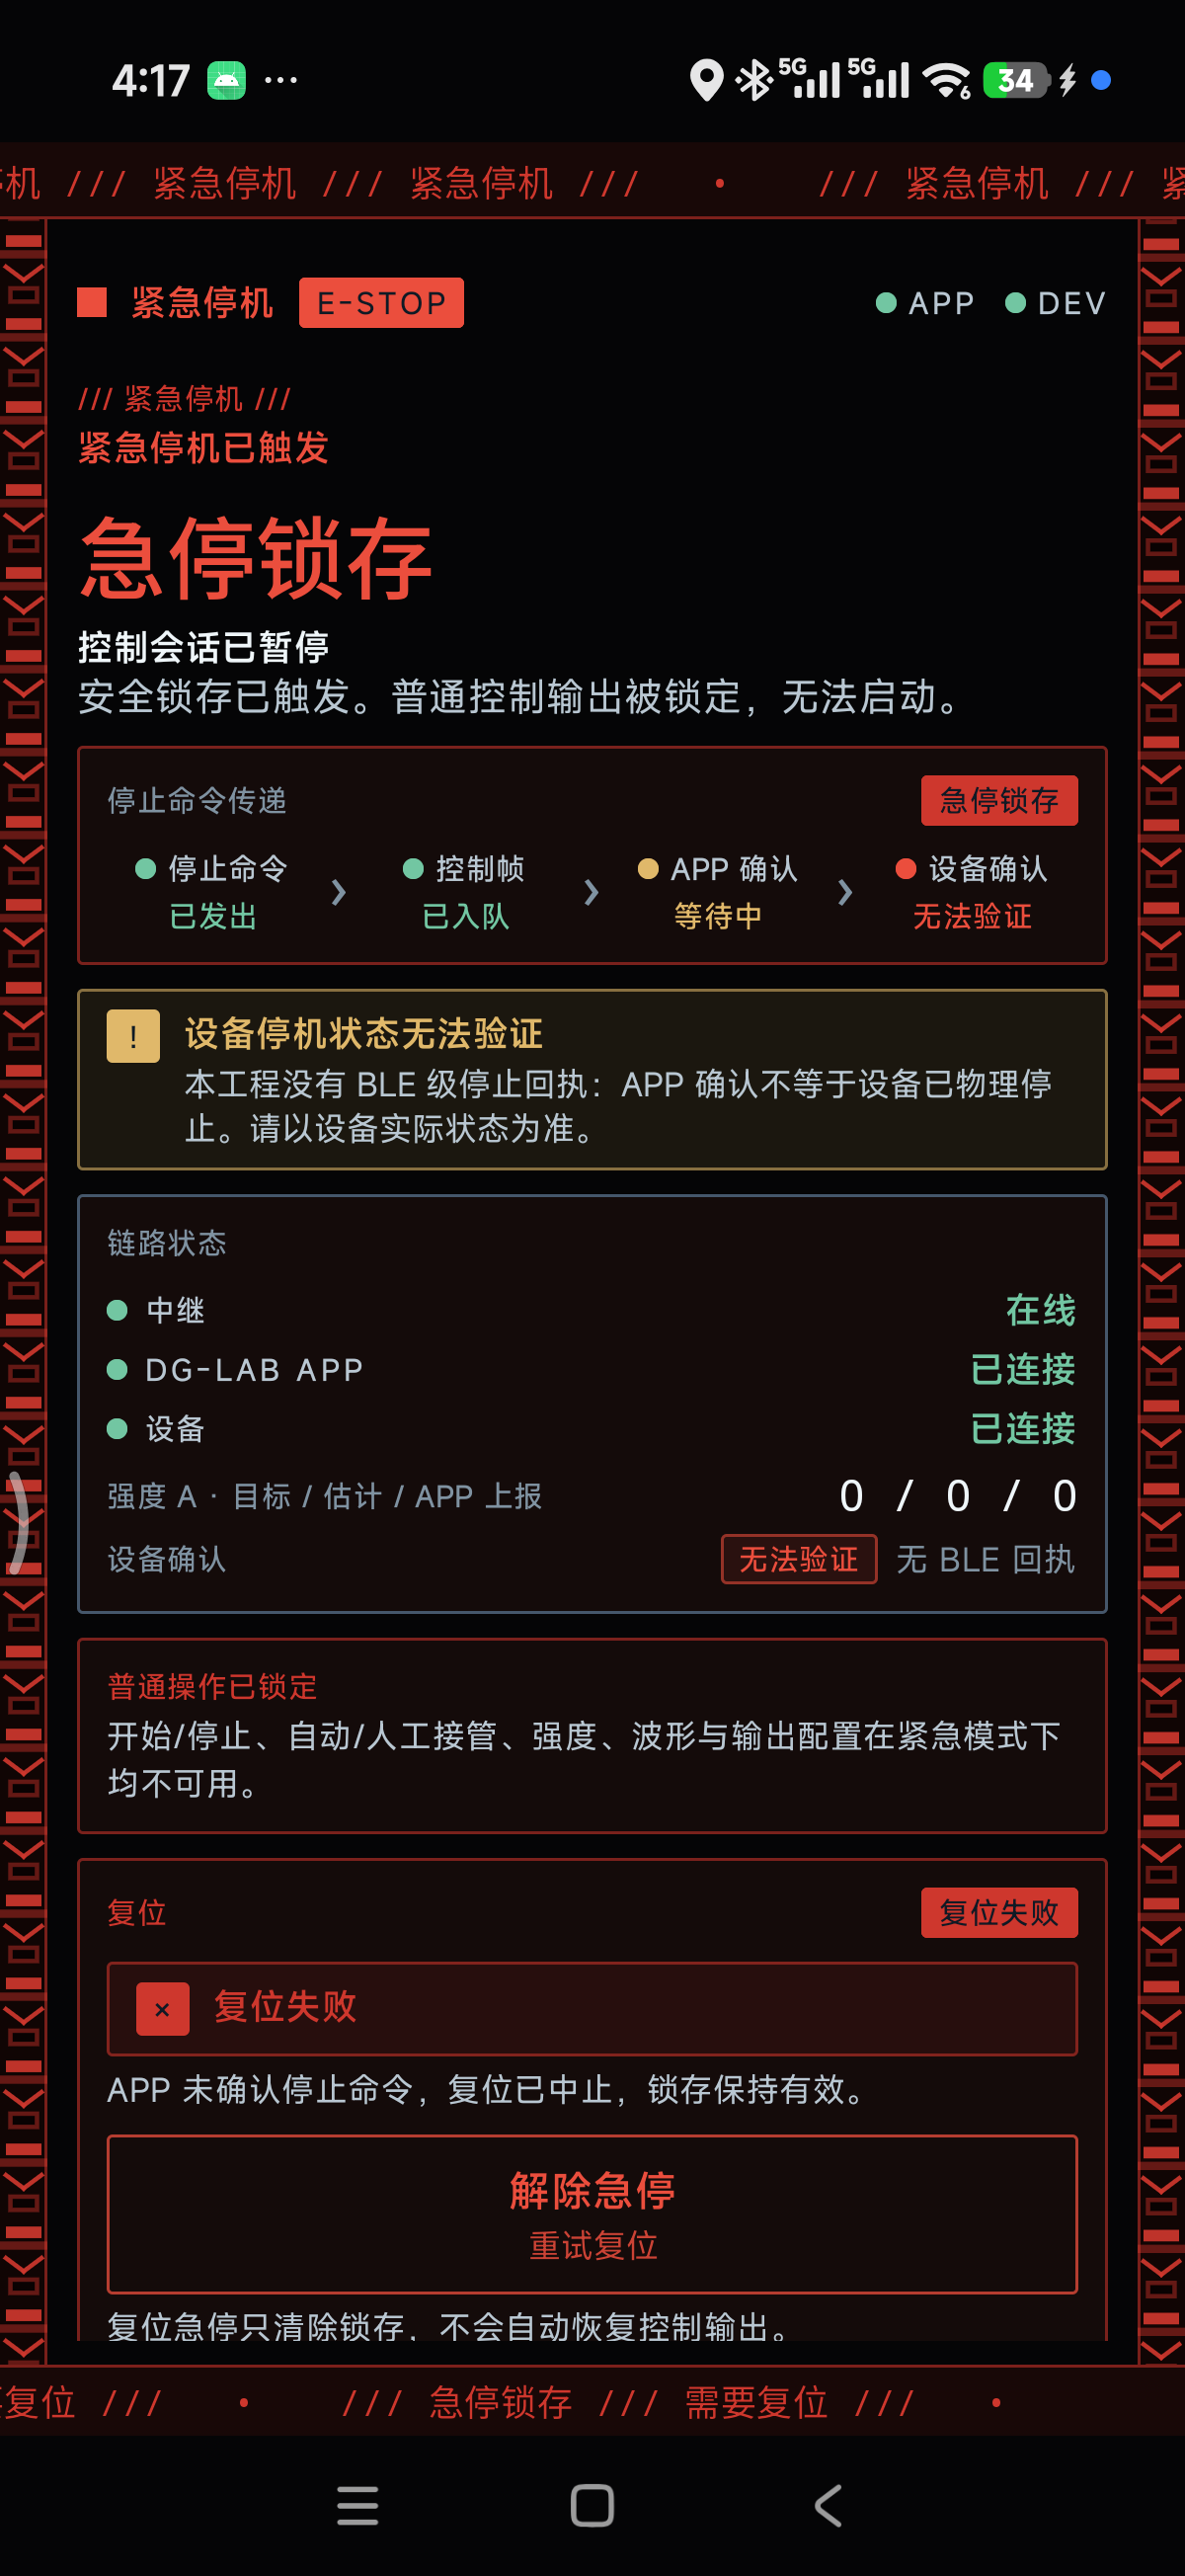 4:17 5G 5G 6 34
停机 /// 紧急停机 /// 紧急停机 /// • /// 紧急停机 /// 紧
紧急停机 E-STOP APP DEV
/// 紧急停机 ///
紧急停机已触发
急停锁存
控制会话已暂停
安全锁存已触发。普通控制输出被锁定，无法启动。
停止命令传递 急停锁存
停止命令 › 控制帧 › APP 确认 › 设备确认
已发出 已入队 等待中 无法验证
! 设备停机状态无法验证
本工程没有 BLE 级停止回执：APP 确认不等于设备已物理停
止。请以设备实际状态为准。
链路状态
中继 在线
DG-LAB APP 已连接
设备 已连接
强度 A · 目标 / 估计 / APP 上报 0 / 0 / 0
设备确认 无法验证 无 BLE 回执
普通操作已锁定
开始/停止、自动/人工接管、强度、波形与输出配置在紧急模式下
均不可用。
复位 复位失败
× 复位失败
APP 未确认停止命令，复位已中止，锁存保持有效。
解除急停
重试复位
复位急停只清除锁存，不会自动恢复控制输出。
要复位 /// • /// 急停锁存 /// 需要复位 /// •